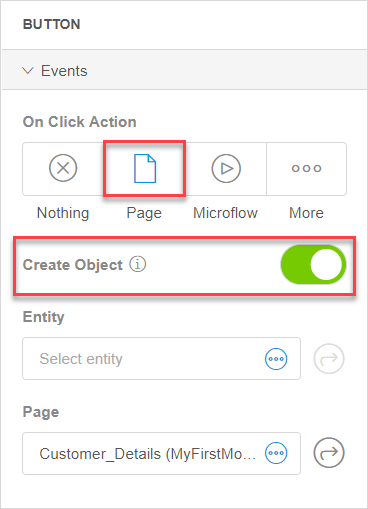 BUTTON
Events
On Click Action
Nothing Page Microflow More
Create Object
Entity
Select entity
Page
Customer_Details (MyFirstMo...